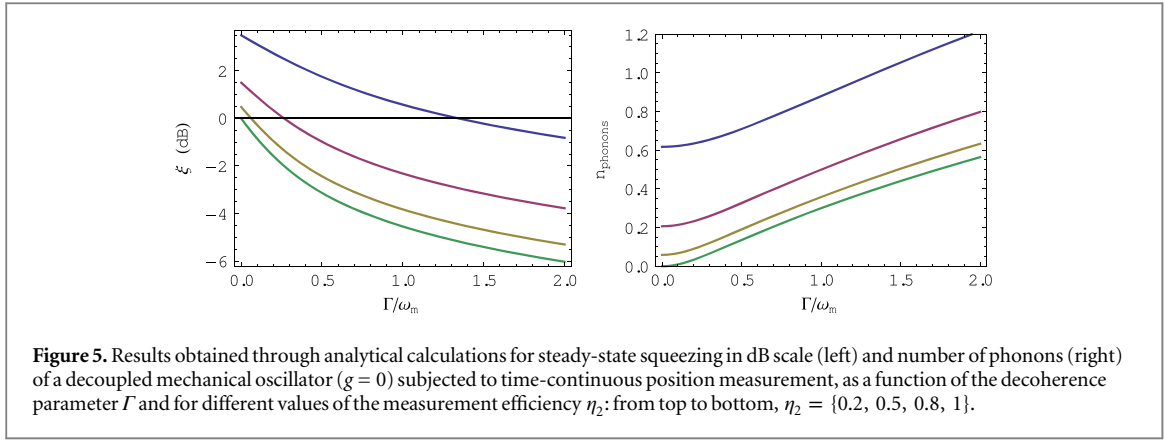 2
0
−2
−4
−6
ξ (dB)
0.0 0.5 1.0 1.5 2.0
Γ/ωm
1.2
1.0
0.8
0.6
0.4
0.2
0.0
nphonons
0.0 0.5 1.0 1.5 2.0
Γ/ωm
Figure 5. Results obtained through analytical calculations for steady-state squeezing in dB scale (left) and number of phonons (right)
of a decoupled mechanical oscillator (g = 0) subjected to time-continuous position measurement, as a function of the decoherence
parameter Γ and for different values of the measurement efficiency η2: from top to bottom, η2 = {0.2, 0.5, 0.8, 1}.